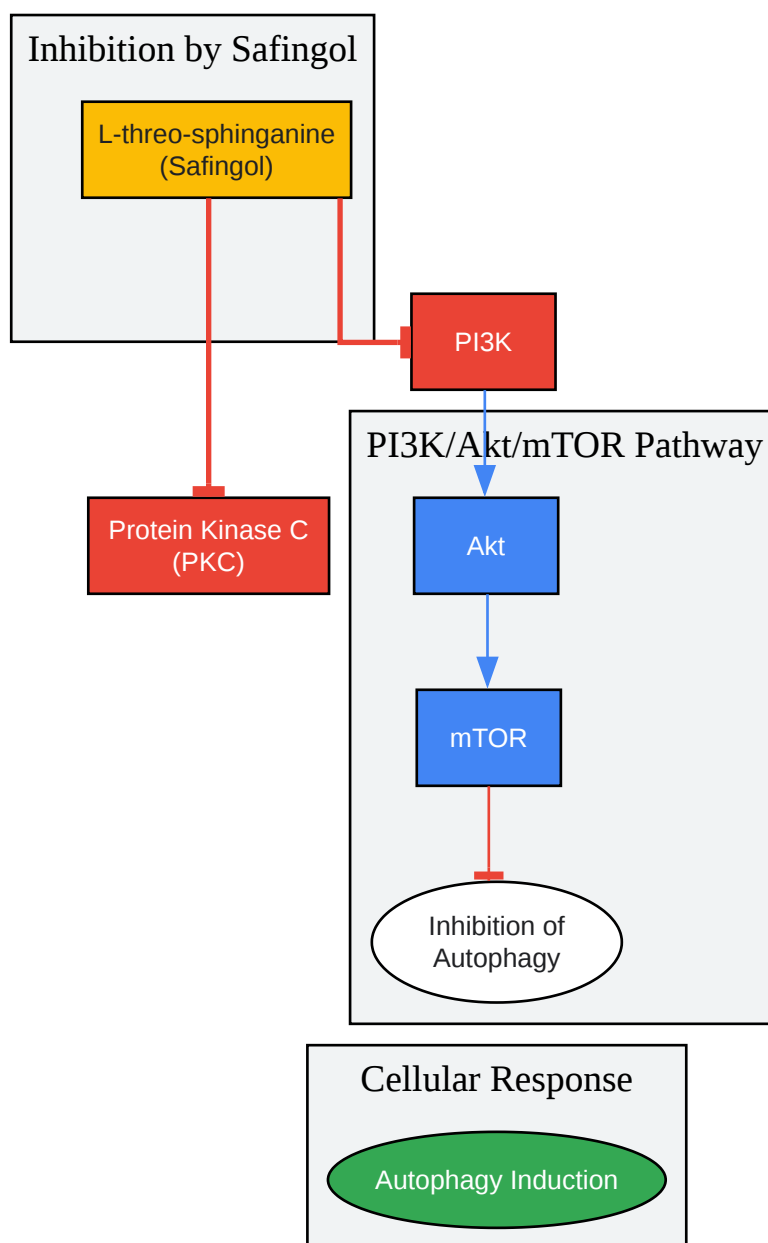 Inhibition by Safingol
L-threo-sphinganine
(Safingol)
PI3K
PI3K/Akt/mTOR Pathway
Protein Kinase C
(PKC)
Akt
mTOR
Inhibition of
Autophagy
Cellular Response
Autophagy Induction